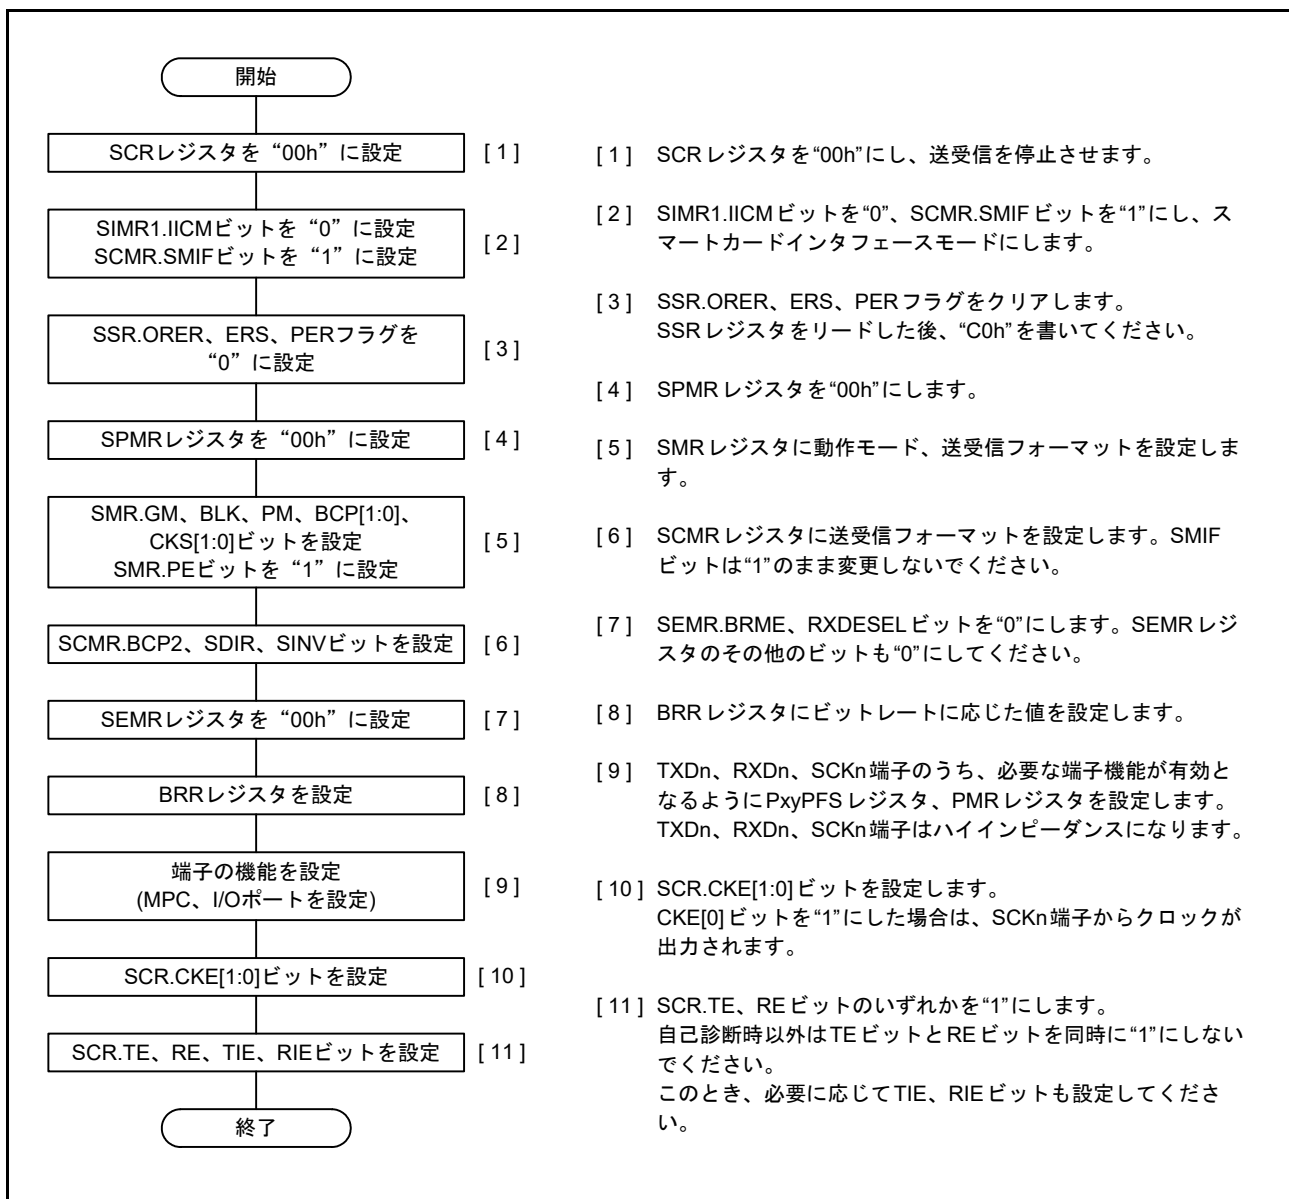 開始
SCRレジスタを“00h”に設定
[ 1 ]
SIMR1.IICMビットを“0”に設定
SCMR.SMIFビットを“1”に設定
[ 2 ]
SSR.ORER、ERS、PERフラグを
“0”に設定
[ 3 ]
SPMRレジスタを“00h”に設定
[ 4 ]
SMR.GM、BLK、PM、BCP[1:0]、
CKS[1:0]ビットを設定
SMR.PEビットを“1”に設定
[ 5 ]
SCMR.BCP2、SDIR、SINVビットを設定
[ 6 ]
SEMRレジスタを“00h”に設定
[ 7 ]
BRRレジスタを設定
[ 8 ]
端子の機能を設定
(MPC、I/Oポートを設定)
[ 9 ]
SCR.CKE[1:0]ビットを設定
[ 10 ]
SCR.TE、RE、TIE、RIEビットを設定
[ 11 ]
終了
[ 1 ] SCRレジスタを“00h”にし、送受信を停止させます。
[ 2 ] SIMR1.IICMビットを“0”、SCMR.SMIFビットを“1”にし、ス
マートカードインタフェースモードにします。
[ 3 ] SSR.ORER、ERS、PERフラグをクリアします。
SSRレジスタをリードした後、“C0h”を書いてください。
[ 4 ] SPMRレジスタを“00h”にします。
[ 5 ] SMRレジスタに動作モード、送受信フォーマットを設定しま
す。
[ 6 ] SCMRレジスタに送受信フォーマットを設定します。SMIF
ビットは“1”のまま変更しないでください。
[ 7 ] SEMR.BRME、RXDESELビットを“0”にします。SEMRレジ
スタのその他のビットも“0”にしてください。
[ 8 ] BRRレジスタにビットレートに応じた値を設定します。
[ 9 ] TXDn、RXDn、SCKn端子のうち、必要な端子機能が有効と
なるようにPxyPFSレジスタ、PMRレジスタを設定します。
TXDn、RXDn、SCKn端子はハイインピーダンスになります。
[ 10 ] SCR.CKE[1:0]ビットを設定します。
CKE[0]ビットを“1”にした場合は、SCKn端子からクロックが
出力されます。
[ 11 ] SCR.TE、REビットのいずれかを“1”にします。
自己診断時以外はTEビットとREビットを同時に“1”にしない
でください。
このとき、必要に応じてTIE、RIEビットも設定してくださ
い。